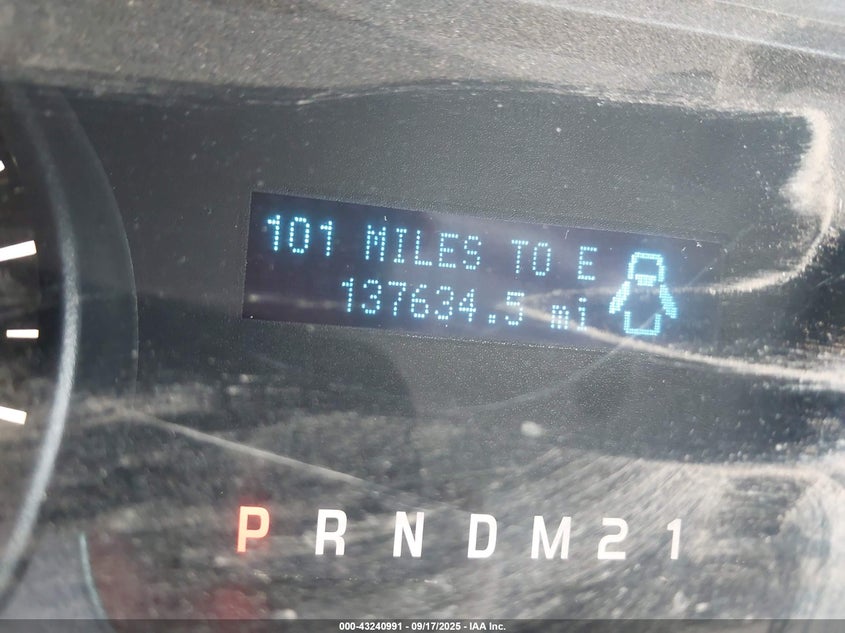 101 MILES TO E
137634.5 mi
P R N D M 2 1
000-43240991 - 09/17/2025 - IAA Inc.